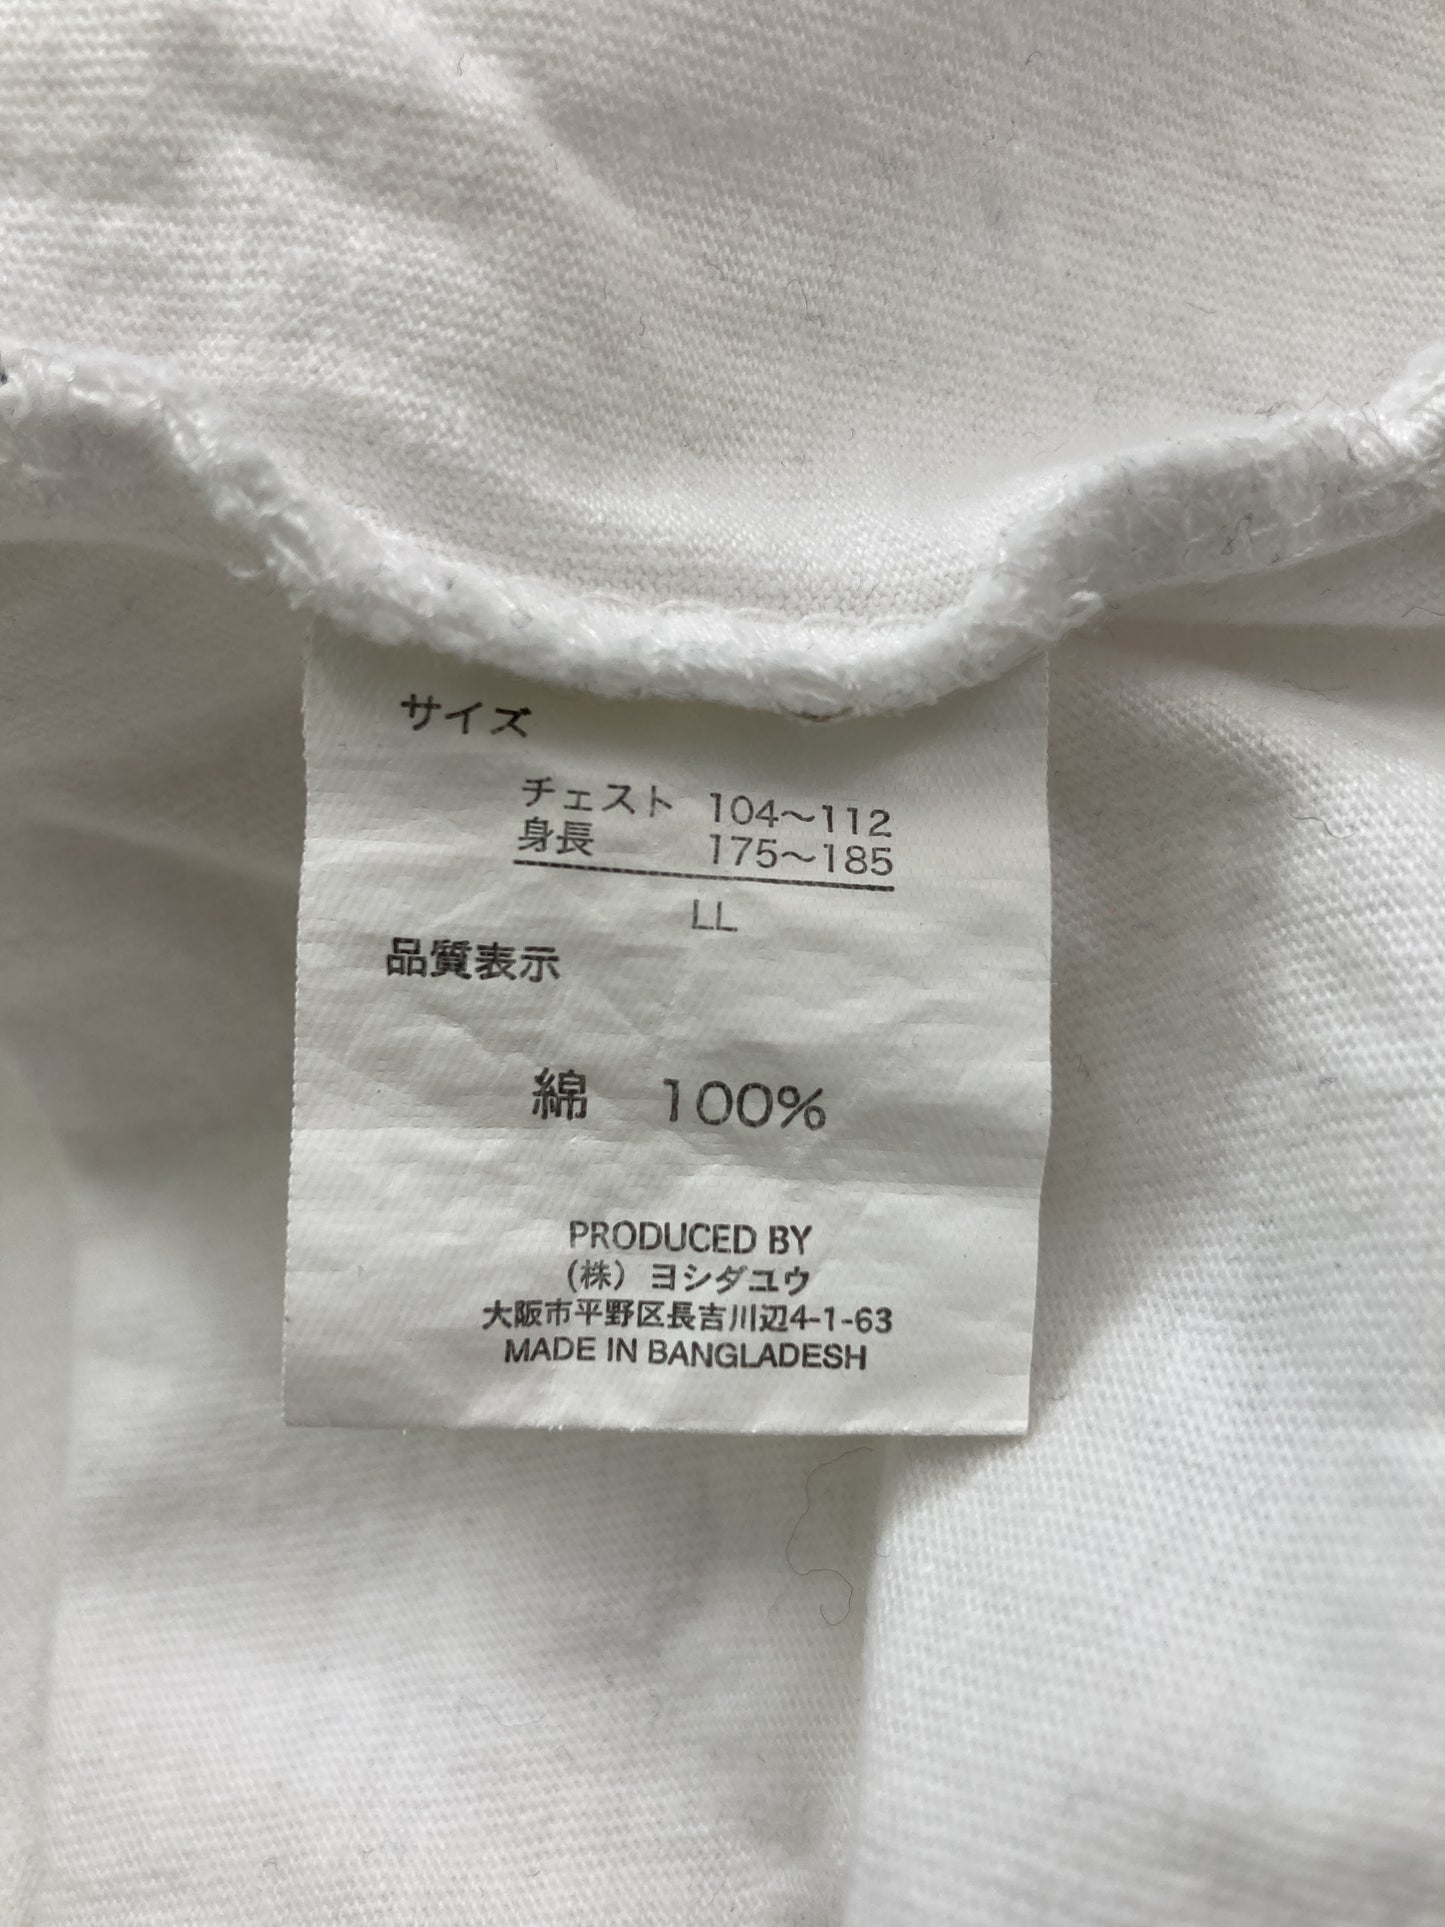 サイズ
チェスト 104～112
身長 175～185
LL
品質表示
綿 100%
PRODUCED BY
(株) ヨシダユウ
大阪市平野区長吉川辺4-1-63
MADE IN BANGLADESH